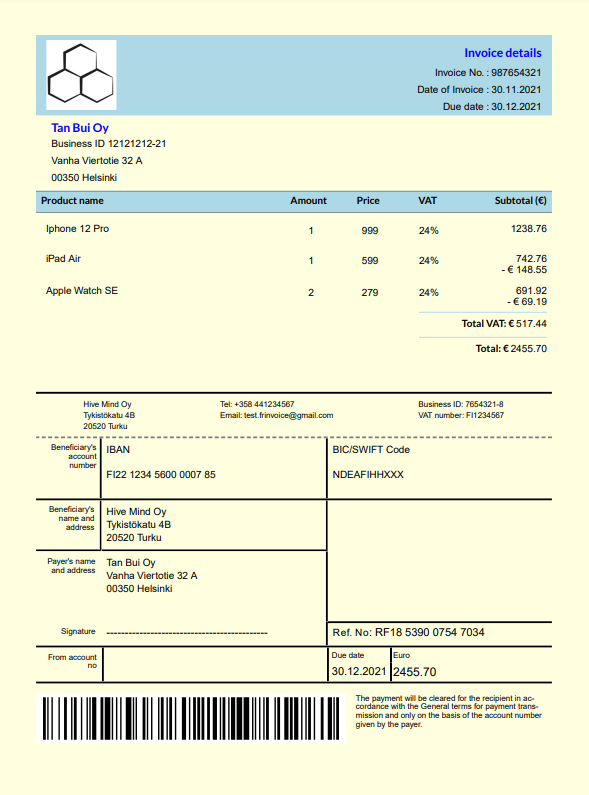 Invoice details
Invoice No. : 987654321
Date of Invoice : 30.11.2021
Due date : 30.12.2021
Tan Bui Oy
Business ID 12121212-21
Vanha Viertotie 32 A
00350 Helsinki
Product name Amount Price VAT Subtotal (€)
Iphone 12 Pro 1 999 24% 1238.76
iPad Air 1 599 24% 742.76
- € 148.55
Apple Watch SE 2 279 24% 691.92
- € 69.19
Total VAT: € 517.44
Total: € 2455.70
Hive Mind Oy Tel: +358 441234567 Business ID: 7654321-8
Tykistökatu 4B Email: test.frinvoice@gmail.com VAT number: FI1234567
20520 Turku
Beneficiary's
account
number
IBAN
FI22 1234 5600 0007 85
BIC/SWIFT Code
NDEAFIHHXXX
Beneficiary's
name and
address
Hive Mind Oy
Tykistökatu 4B
20520 Turku
Payer's name
and address
Tan Bui Oy
Vanha Viertotie 32 A
00350 Helsinki
Signature --------------------------------------------
Ref. No: RF18 5390 0754 7034
From account
no
Due date
30.12.2021
Euro
2455.70
The payment will be cleared for the recipient in ac-
cordance with the General terms for payment trans-
mission and only on the basis of the account number
given by the payer.